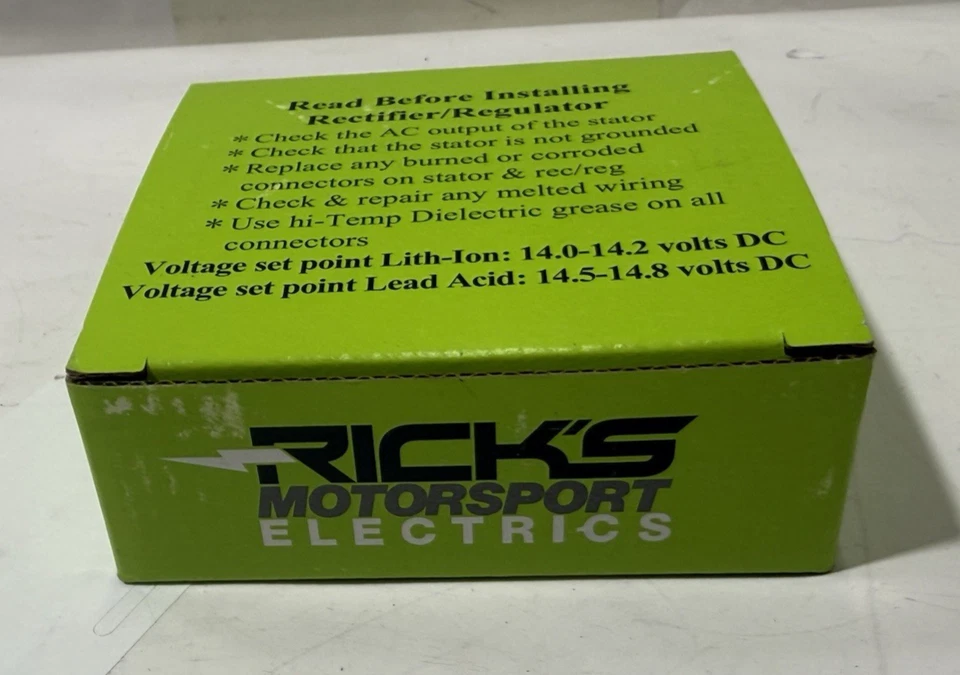 Read Before Installing
Rectifier/Regulator
* Check the AC output of the stator
* Check that the stator is not grounded
* Replace any burned or corroded
connectors on stator & rec/reg
* Check & repair any melted wiring
* Use hi-Temp Dielectric grease on all
connectors
Voltage set point Lith-Ion: 14.0-14.2 volts DC
Voltage set point Lead Acid: 14.5-14.8 volts DC
RICK'S
MOTORSPORT
ELECTRICS